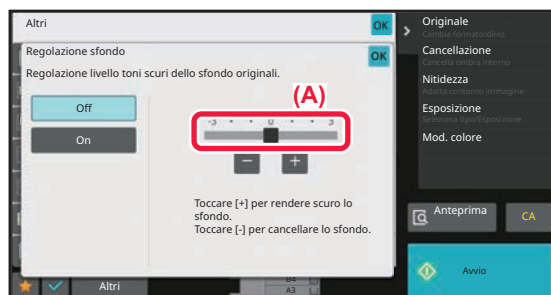 Altri
OK
Regolazione sfondo
OK
Regolazione livello toni scuri dello sfondo originali.
(A)
Off
On
-3 • • 0 • • 3
− +
Toccare [+] per rendere scuro lo
sfondo.
Toccare [-] per cancellare lo sfondo.
Altri
B4
A3
Originale
Cambia formatordirez.
Cancellazione
Cancella ombra intorno
Nitidezza
Adatta contorno immagine
Esposizione
Seleziona tipo/Esposizione
Mod. colore
Anteprima
CA
Avvio